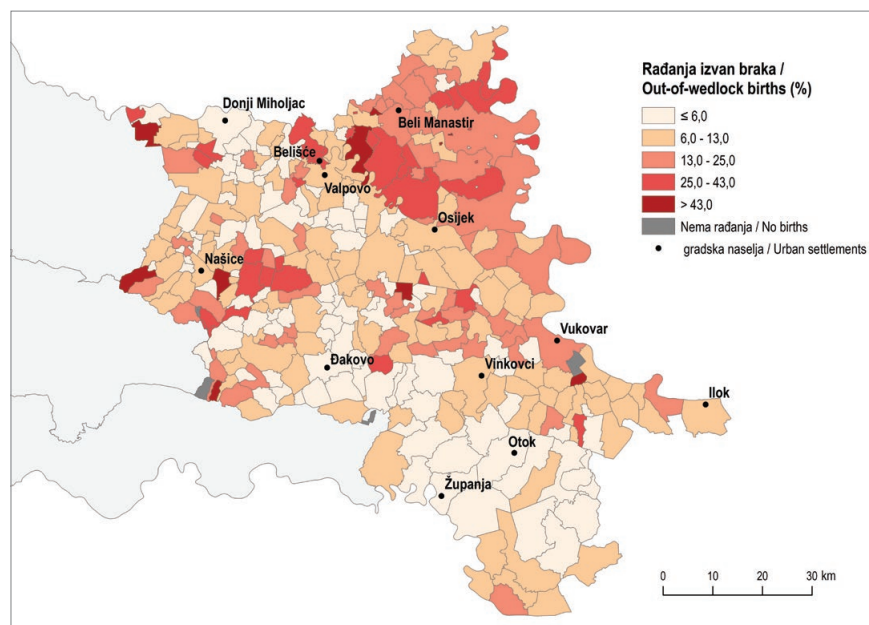 Rađanja izvan braka /
Out-of-wedlock births (%)
≤ 6,0
6,0 - 13,0
13,0 - 25,0
25,0 - 43,0
> 43,0
Nema rađanja / No births
gradska naselja / Urban settlements
Donji Miholjac
Beli Manastir
Belišće
Valpovo
Osijek
Našice
Vukovar
Đakovo
Vinkovci
Ilok
Otok
Županja
0 10 20 30 km